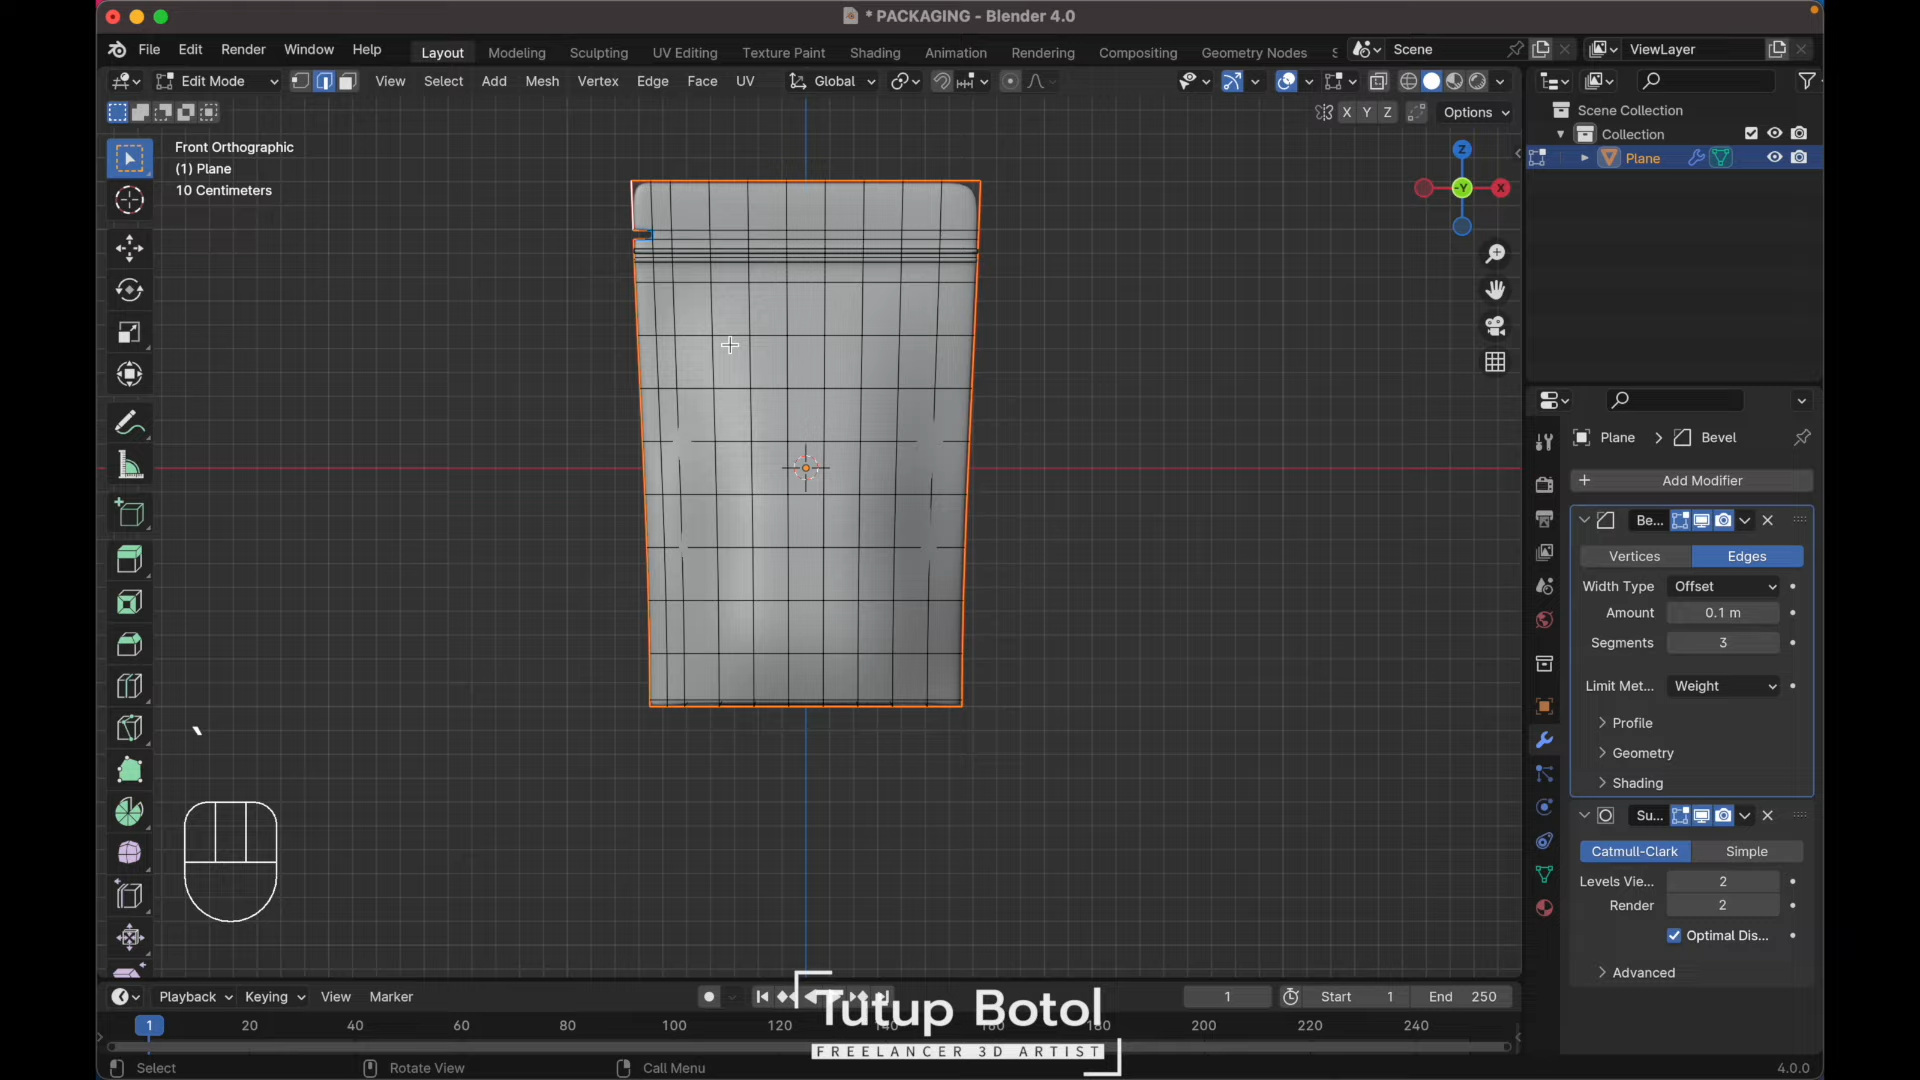 * PACKAGING - Blender 4.0
File Edit Render Window Help
Layout Modeling Sculpting UV Editing Texture Paint Shading Animation Rendering Compositing Geometry Nodes S
Scene
ViewLayer
Edit Mode
View Select Add Mesh Vertex Edge Face UV
Global
X Y Z
Options
Front Orthographic
(1) Plane
10 Centimeters
Z
-Y
X
Scene Collection
Collection
Plane
Plane > Bevel
+ Add Modifier
Be...
Vertices Edges
Width Type Offset
Amount 0.1 m
Segments 3
Limit Met... Weight
Profile
Geometry
Shading
Su...
Catmull-Clark Simple
Levels Vie... 2
Render 2
Optimal Dis...
Advanced
Playback Keying View Marker
1
Start 1
End 250
1 20 40 60 80 100 120 140 160 180 200 220 240
Tutup Botol
FREELANCER 3D ARTIST
Select
Rotate View
Call Menu
4.0.0